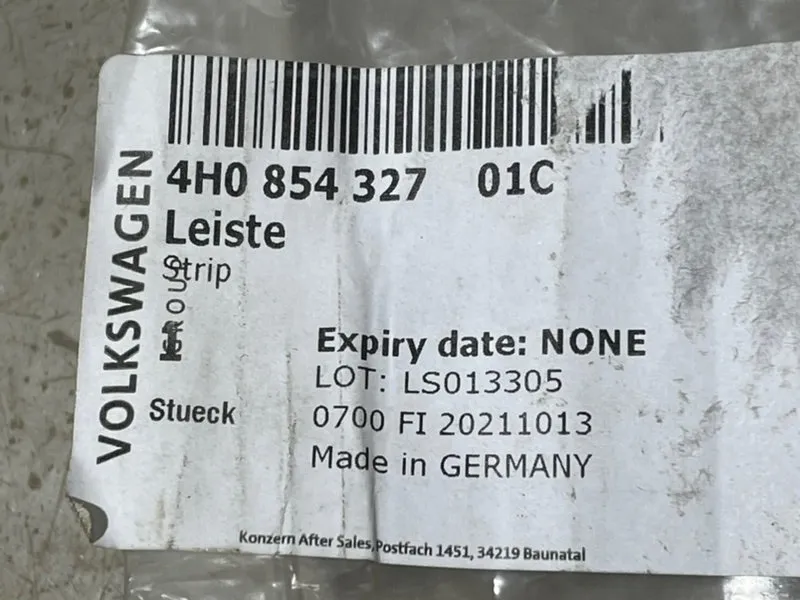 4H0 854 327 01C
Leiste
Strip
VOLKSWAGEN
GROUP
Expiry date: NONE
LOT: LS013305
Stueck
0700 FI 20211013
Made in GERMANY
Konzern After Sales,Postfach 1451, 34219 Baunatal